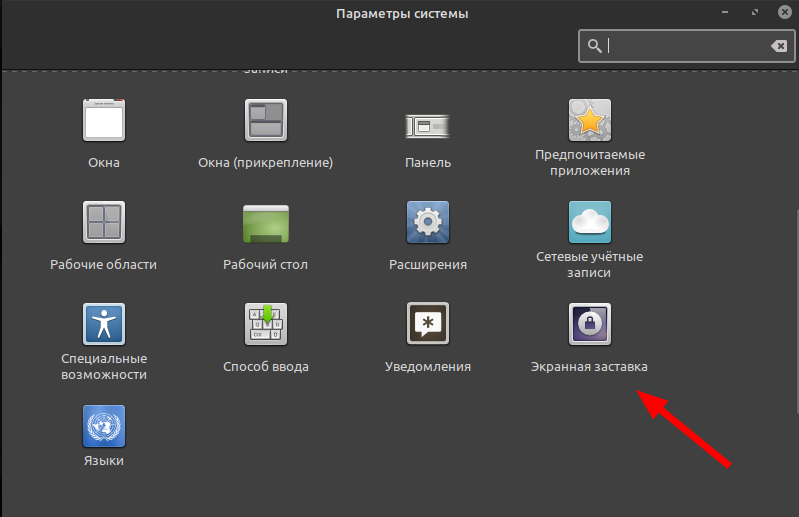 Параметры системы
записи
Окна
Окна (прикрепление)
Панель
Предпочитаемые
приложения
Рабочие области
Рабочий стол
Расширения
Сетевые учётные
записи
Специальные
возможности
Способ ввода
Уведомления
Экранная заставка
Языки